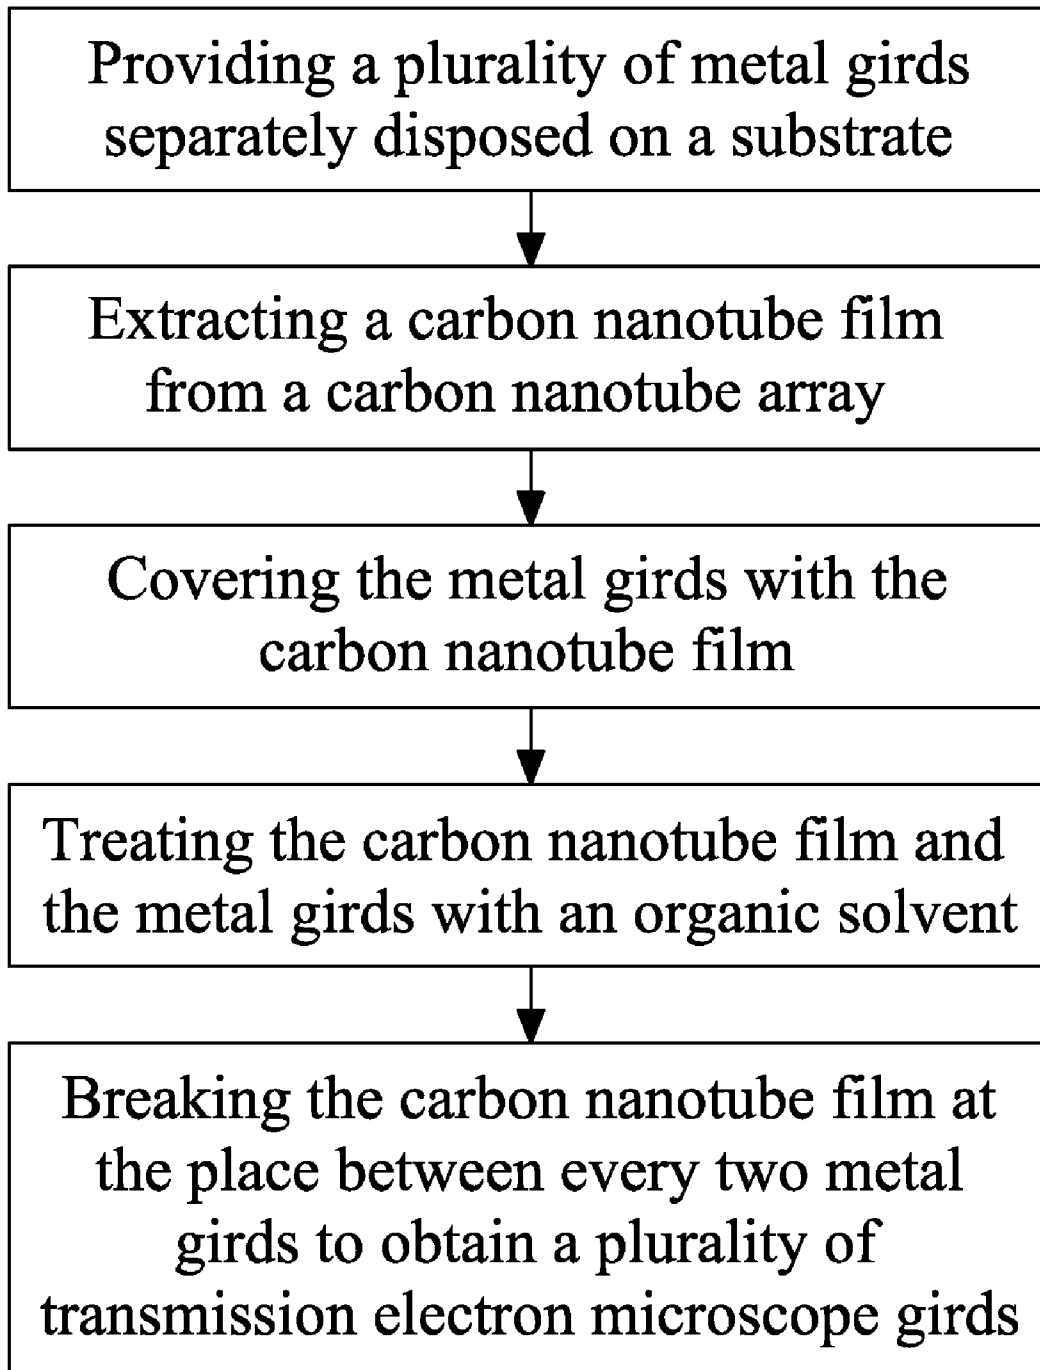 Providing a plurality of metal girds
separately disposed on a substrate
Extracting a carbon nanotube film
from a carbon nanotube array
Covering the metal girds with the
carbon nanotube film
Treating the carbon nanotube film and
the metal girds with an organic solvent
Breaking the carbon nanotube film at
the place between every two metal
girds to obtain a plurality of
transmission electron microscope girds